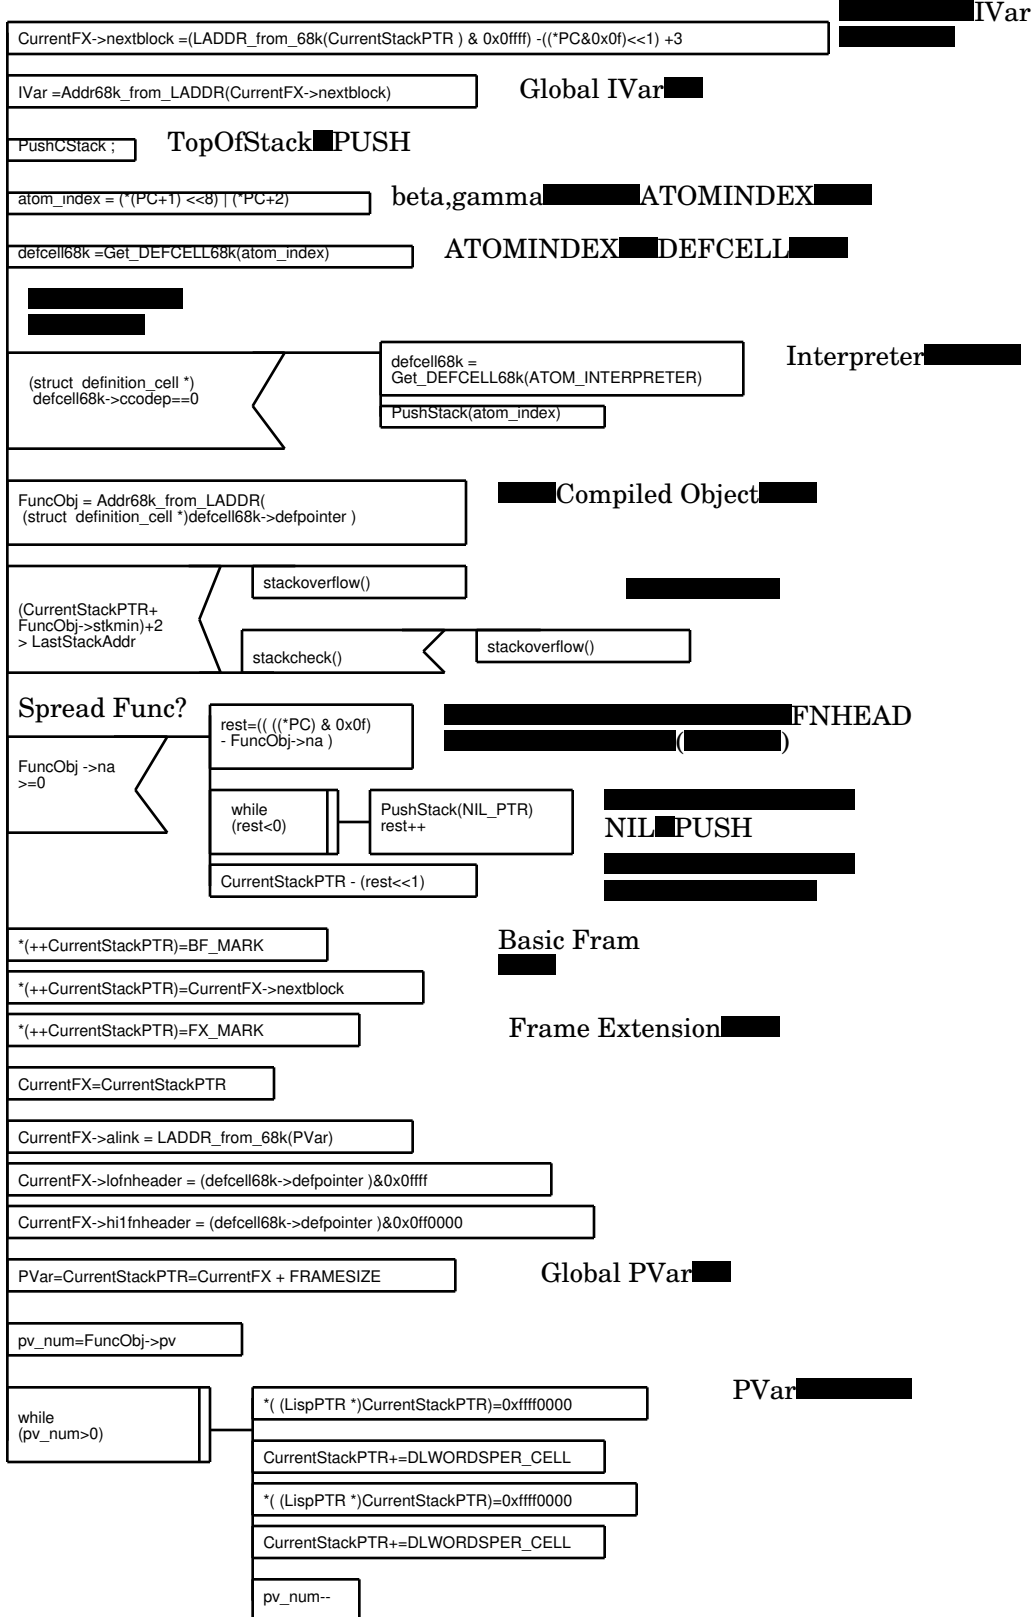 IVar
CurrentFX->nextblock =(LADDR_from_68k(CurrentStackPTR ) & 0x0ffff) -((*PC&0x0f)<<1) +3
IVar =Addr68k_from_LADDR(CurrentFX->nextblock)
Global IVar
PushCStack ;
TopOfStack PUSH
atom_index = (*(PC+1) <<8) | (*PC+2)
beta,gamma ATOMINDEX
defcell68k =Get_DEFCELL68k(atom_index)
ATOMINDEX DEFCELL
(struct definition_cell *)
defcell68k->ccodep==0
defcell68k =
Get_DEFCELL68k(ATOM_INTERPRETER)
Interpreter
PushStack(atom_index)
FuncObj = Addr68k_from_LADDR(
(struct definition_cell *)defcell68k->defpointer )
Compiled Object
(CurrentStackPTR+
FuncObj->stkmin)+2
> LastStackAddr
stackoverflow()
stackcheck()
stackoverflow()
Spread Func?
FuncObj ->na
>=0
rest=(( ((*PC) & 0x0f)
- FuncObj->na )
FNHEAD
( )
while
(rest<0)
PushStack(NIL_PTR)
rest++
NIL PUSH
CurrentStackPTR - (rest<<1)
*(++CurrentStackPTR)=BF_MARK
Basic Fram
*(++CurrentStackPTR)=CurrentFX->nextblock
*(++CurrentStackPTR)=FX_MARK
Frame Extension
CurrentFX=CurrentStackPTR
CurrentFX->alink = LADDR_from_68k(PVar)
CurrentFX->lofnheader = (defcell68k->defpointer )&0x0ffff
CurrentFX->hi1fnheader = (defcell68k->defpointer )&0x0ff0000
PVar=CurrentStackPTR=CurrentFX + FRAMESIZE
Global PVar
pv_num=FuncObj->pv
while
(pv_num>0)
*( (LispPTR *)CurrentStackPTR)=0xffff0000
PVar
CurrentStackPTR+=DLWORDSPER_CELL
*( (LispPTR *)CurrentStackPTR)=0xffff0000
CurrentStackPTR+=DLWORDSPER_CELL
pv_num--